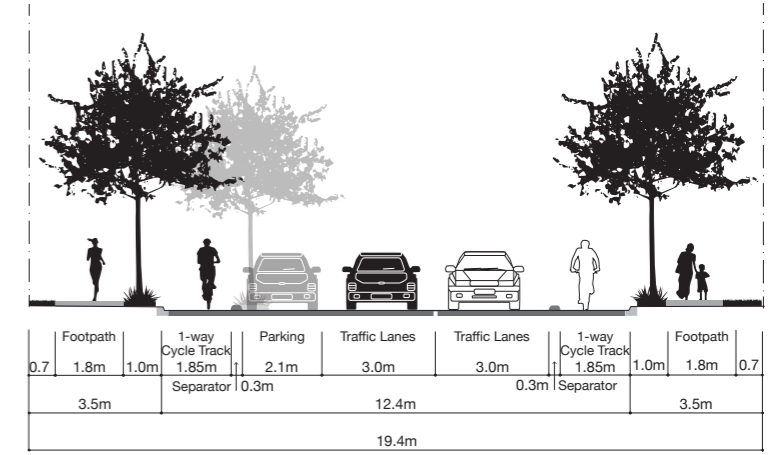 Footpath 1-way Parking Traffic Lanes Traffic Lanes 1-way Footpath
Cycle Track Cycle Track
0.7 1.8m 1.0m 1.85m 2.1m 3.0m 3.0m 1.85m 1.0m 1.8m 0.7
Separator 0.3m 0.3m Separator
3.5m 12.4m 3.5m
19.4m